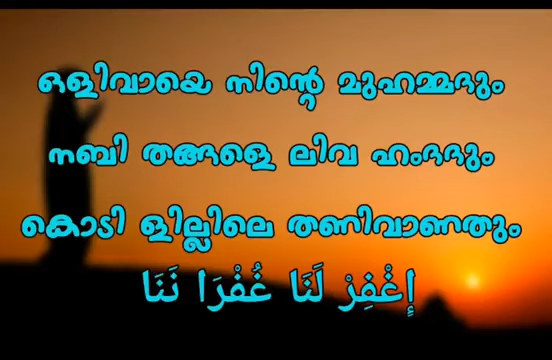 ഒളിവായെ നിന്റെ മുഹമ്മദും
നബി തങ്ങളെ ലിവ ഹംദദും
കൊടി ളില്ലിലെ തണിവാണതും
إِغْفِرْ لَنَا غُفْرَا نَنَا